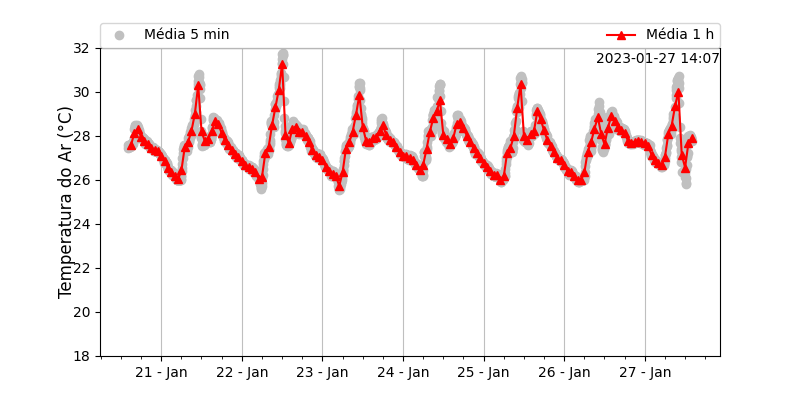 Média 5 min
Média 1 h
2023-01-27 14:07
Temperatura do Ar (°C)
32
30
28
26
24
22
20
18
21 - Jan
22 - Jan
23 - Jan
24 - Jan
25 - Jan
26 - Jan
27 - Jan